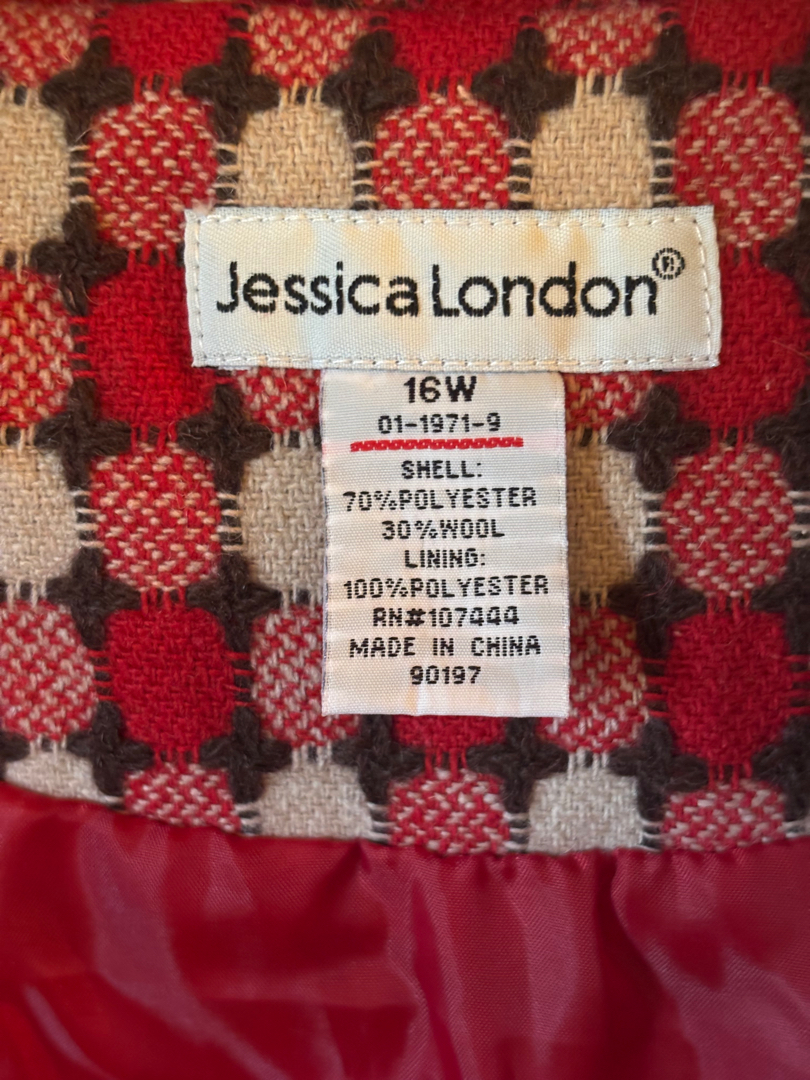 Jessica London®
16W
01-1971-9
SHELL:
70%POLYESTER
30%WOOL
LINING:
100%POLYESTER
RN#107444
MADE IN CHINA
90197